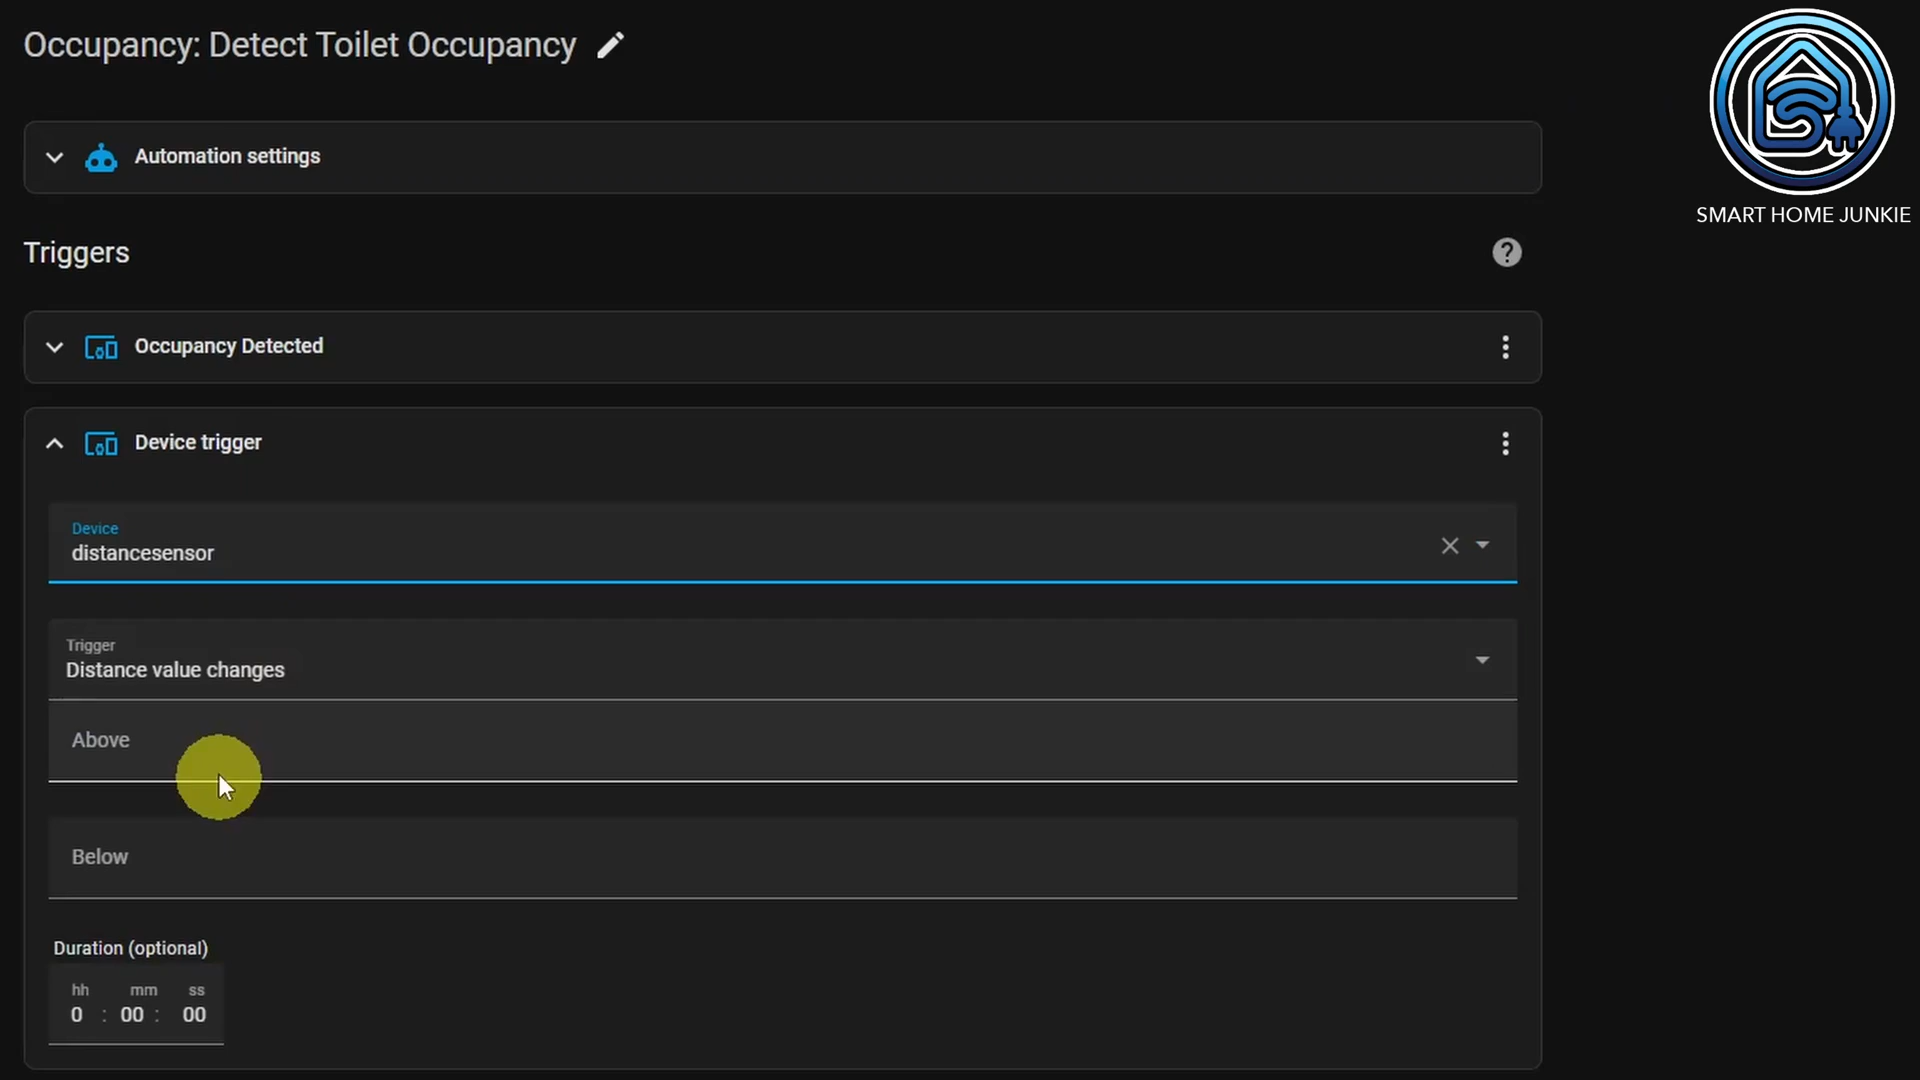 Occupancy: Detect Toilet Occupancy
SMART HOME JUNKIE
Automation settings
Triggers
?
Occupancy Detected
Device trigger
Device
distancesensor
Trigger
Distance value changes
Above
Below
Duration (optional)
hh mm ss
0 : 00 : 00